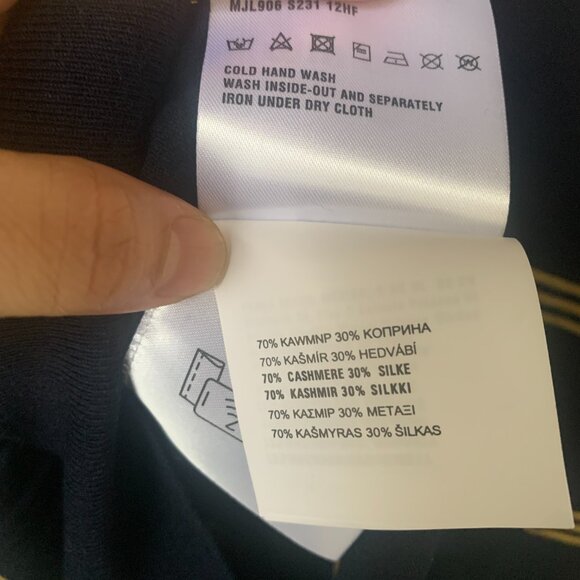 MJL906 S231 12HF
COLD HAND WASH
WASH INSIDE-OUT AND SEPARATELY
IRON UNDER DRY CLOTH
70% KAWMNP 30% КОПРИНА
70% KAŠMÍR 30% HEDVÁBÍ
70% CASHMERE 30% SILKE
70% KASHMIR 30% SILKKI
70% ΚΑΣΜΙΡ 30% ΜΕΤΑΞΙ
70% KAŠMYRAS 30% ŠILKAS